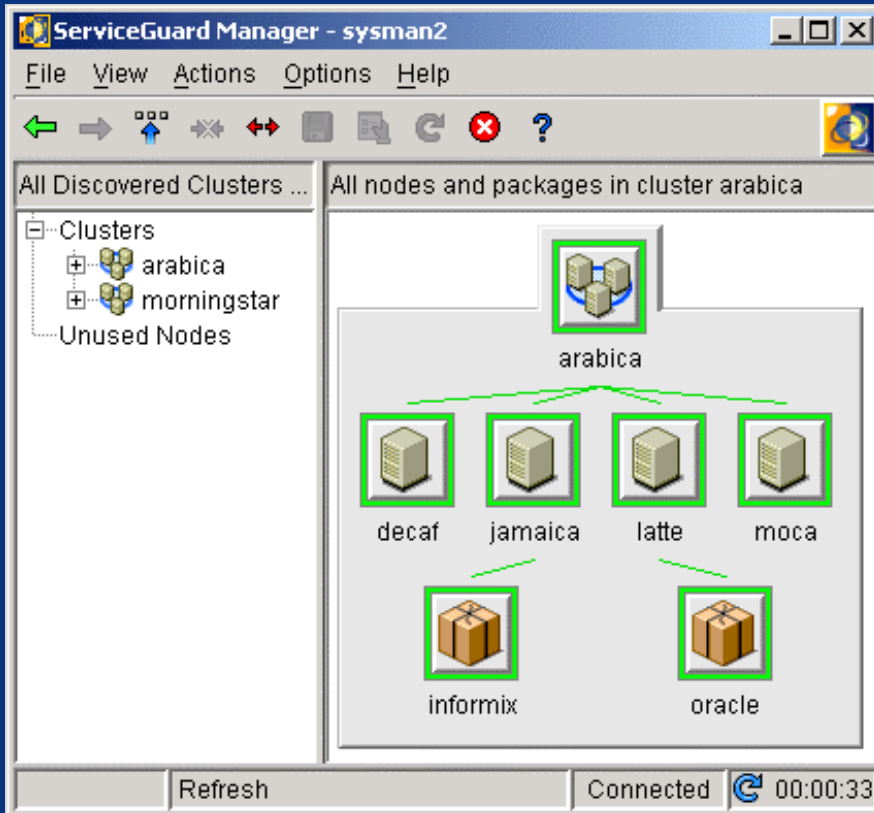 ServiceGuard Manager - sysman2
File View Actions Options Help
All Discovered Clusters ...
All nodes and packages in cluster arabica
Clusters
arabica
morningstar
Unused Nodes
arabica
decaf jamaica latte moca
informix oracle
Refresh Connected 00:00:33